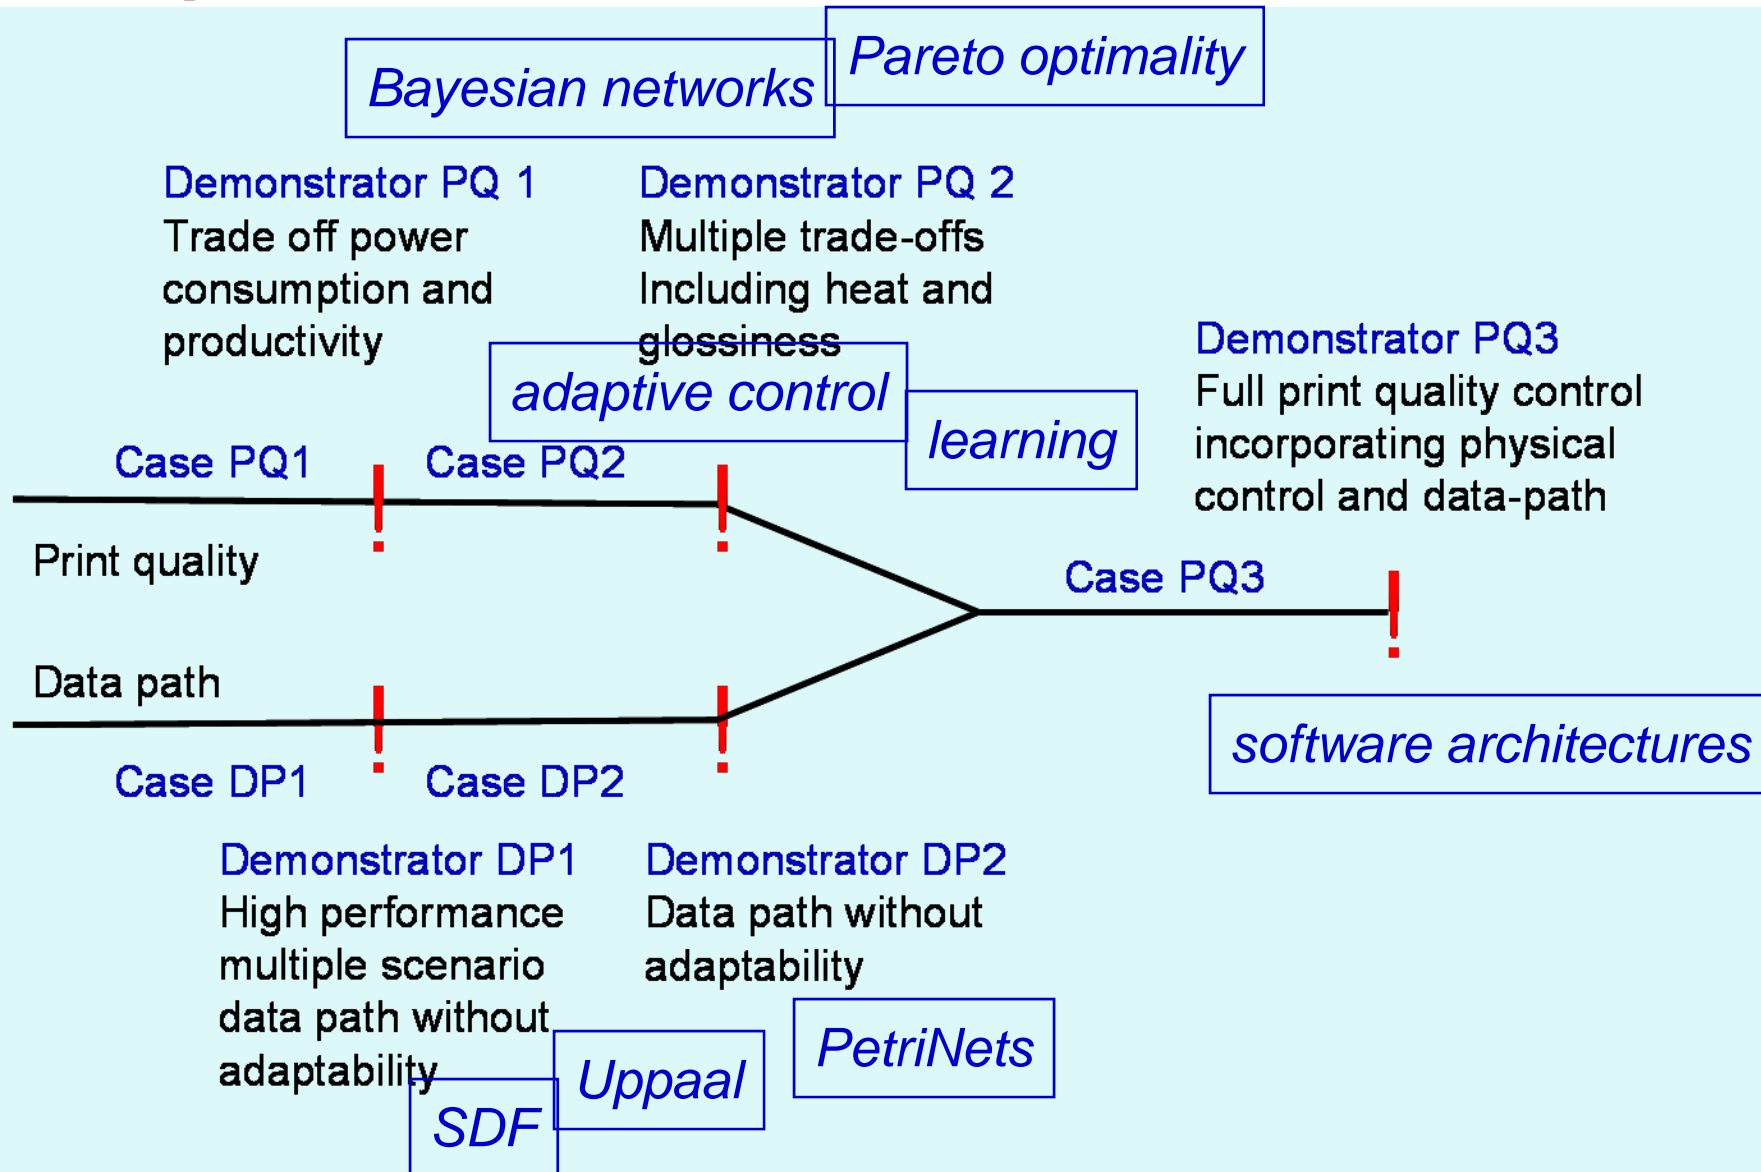 Pareto optimality
Bayesian networks
Demonstrator PQ 1
Trade off power
consumption and
productivity
Demonstrator PQ 2
Multiple trade-offs
Including heat and
glossiness
adaptive control
learning
Demonstrator PQ3
Full print quality control
incorporating physical
control and data-path
Case PQ1
Case PQ2
Print quality
Case PQ3
Data path
Case DP1
Case DP2
software architectures
Demonstrator DP1
High performance
multiple scenario
data path without
adaptability
Demonstrator DP2
Data path without
adaptability
PetriNets
Uppaal
SDF